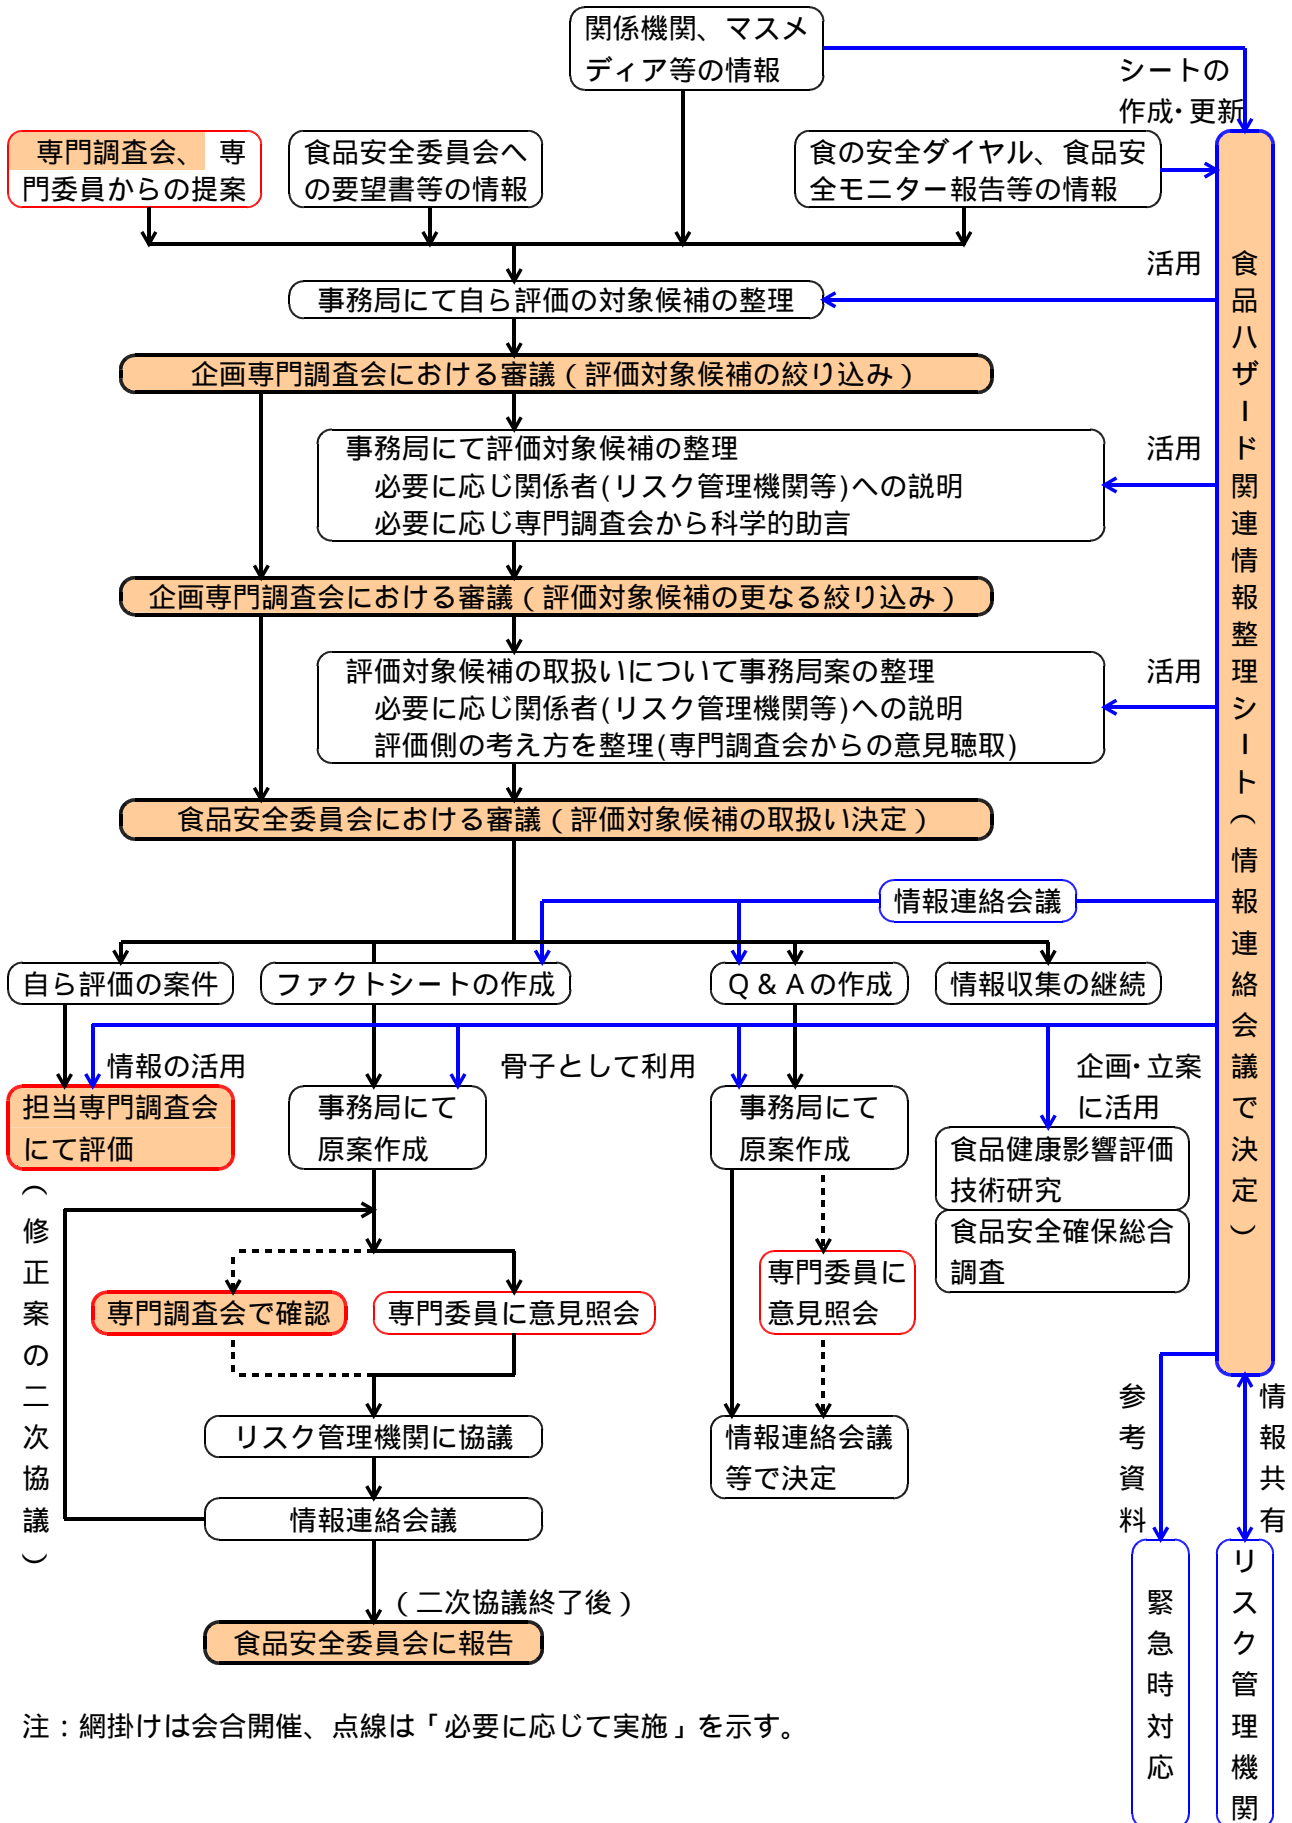 関係機関、マスメ
ディア等の情報
シートの
作成・更新
専門調査会、 専
門委員からの提案
食品安全委員会へ
の要望書等の情報
食の安全ダイヤル、食品安
全モニター報告等の情報
活用
事務局にて自ら評価の対象候補の整理
企画専門調査会における審議（評価対象候補の絞り込み）
事務局にて評価対象候補の整理
必要に応じ関係者(リスク管理機関等)への説明
必要に応じ専門調査会から科学的助言
活用
企画専門調査会における審議（評価対象候補の更なる絞り込み）
評価対象候補の取扱いについて事務局案の整理
必要に応じ関係者(リスク管理機関等)への説明
評価側の考え方を整理(専門調査会からの意見聴取)
活用
食品安全委員会における審議（評価対象候補の取扱い決定）
食品ハザード関連情報整理シート（情報連絡会議で決定）
情報連絡会議
自ら評価の案件
ファクトシートの作成
Ｑ＆Ａの作成
情報収集の継続
情報の活用
骨子として利用
企画・立案
に活用
担当専門調査会
にて評価
事務局にて
原案作成
事務局にて
原案作成
食品健康影響評価
技術研究
食品安全確保総合
調査
（修正案の二次協議）
専門調査会で確認
専門委員に意見照会
専門委員に
意見照会
リスク管理機関に協議
情報連絡会議
情報連絡会議
等で決定
参考資料
情報共有
（二次協議終了後）
食品安全委員会に報告
緊急時対応
リスク管理機関
注：網掛けは会合開催、点線は「必要に応じて実施」を示す。